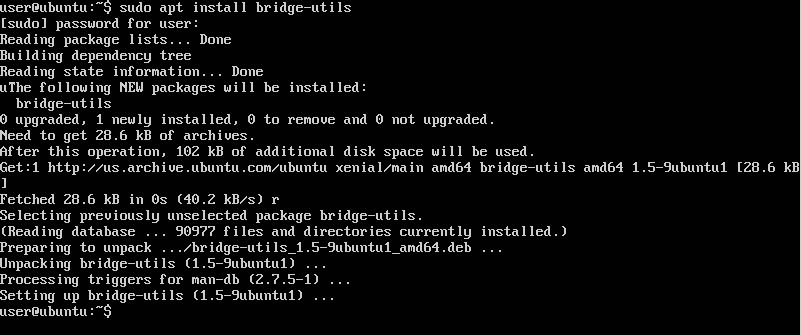 user@ubuntu:~$ sudo apt install bridge-utils
[sudo] password for user:
Reading package lists... Done
Building dependency tree
Reading state information... Done
uThe following NEW packages will be installed:
  bridge-utils
0 upgraded, 1 newly installed, 0 to remove and 0 not upgraded.
Need to get 28.6 kB of archives.
After this operation, 102 kB of additional disk space will be used.
Get:1 http://us.archive.ubuntu.com/ubuntu xenial/main amd64 bridge-utils amd64 1.5-9ubuntu1 [28.6 kB
]
Fetched 28.6 kB in 0s (40.2 kB/s) r
Selecting previously unselected package bridge-utils.
(Reading database ... 90977 files and directories currently installed.)
Preparing to unpack .../bridge-utils_1.5-9ubuntu1_amd64.deb ...
Unpacking bridge-utils (1.5-9ubuntu1) ...
Processing triggers for man-db (2.7.5-1) ...
Setting up bridge-utils (1.5-9ubuntu1) ...
user@ubuntu:~$